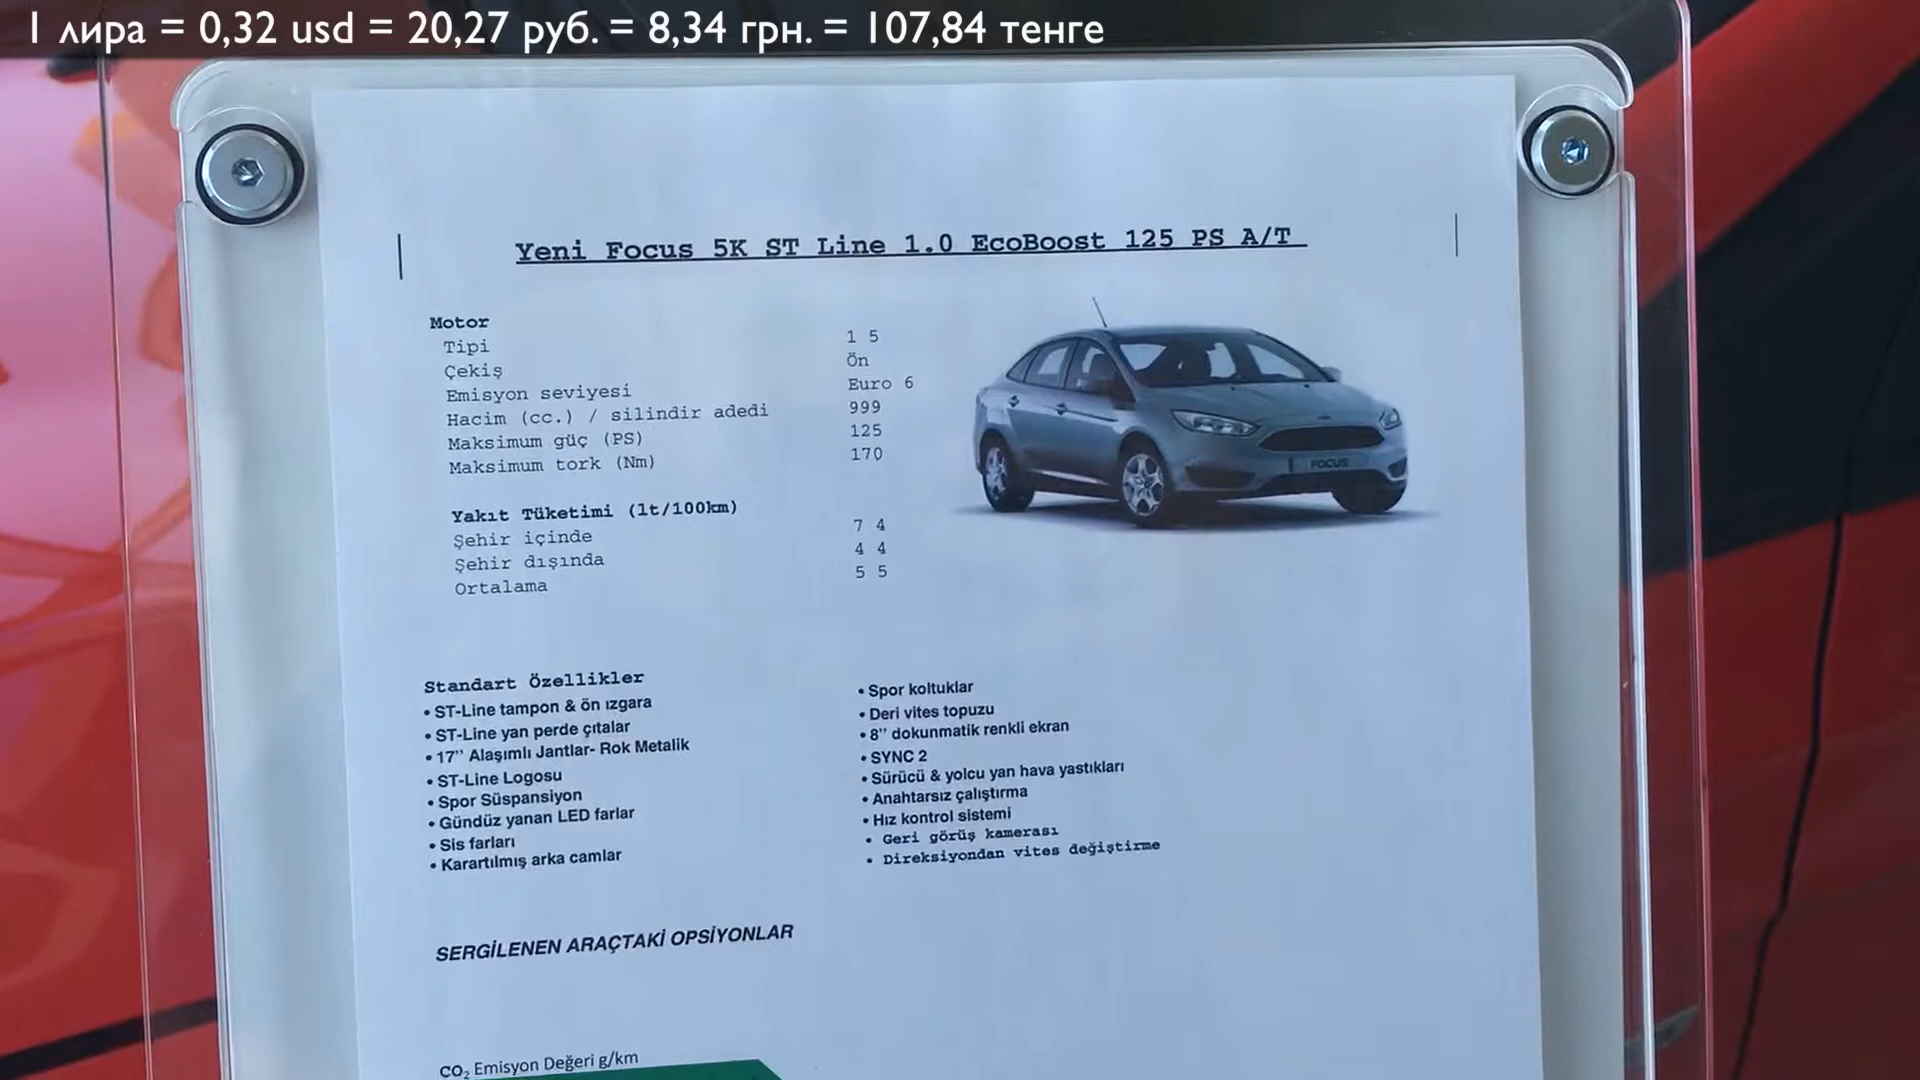 1 лира = 0,32 usd = 20,27 руб. = 8,34 грн. = 107,84 тенге
Yeni Focus 5K ST Line 1.0 EcoBoost 125 PS A/T
Motor
Tipi 1 5
Çekiş Ön
Emisyon seviyesi Euro 6
Hacim (cc.) / silindir adedi 999
Maksimum güç (PS) 125
Maksimum tork (Nm) 170
FOCUS
Yakıt Tüketimi (lt/100km)
Şehir içinde 7 4
Şehir dışında 4 4
Ortalama 5 5
Standart Özellikler
• ST-Line tampon & ön ızgara
• ST-Line yan perde çıtalar
• 17’’ Alaşımlı Jantlar- Rok Metalik
• ST-Line Logosu
• Spor Süspansiyon
• Gündüz yanan LED farlar
• Sis farları
• Karartılmış arka camlar
• Spor koltuklar
• Deri vites topuzu
• 8’’ dokunmatik renkli ekran
• SYNC 2
• Sürücü & yolcu yan hava yastıkları
• Anahtarsız çalıştırma
• Hız kontrol sistemi
• Geri görüş kamerası
• Direksiyondan vites değiştirme
SERGİLENEN ARAÇTAKİ OPSİYONLAR
CO₂ Emisyon Değeri g/km